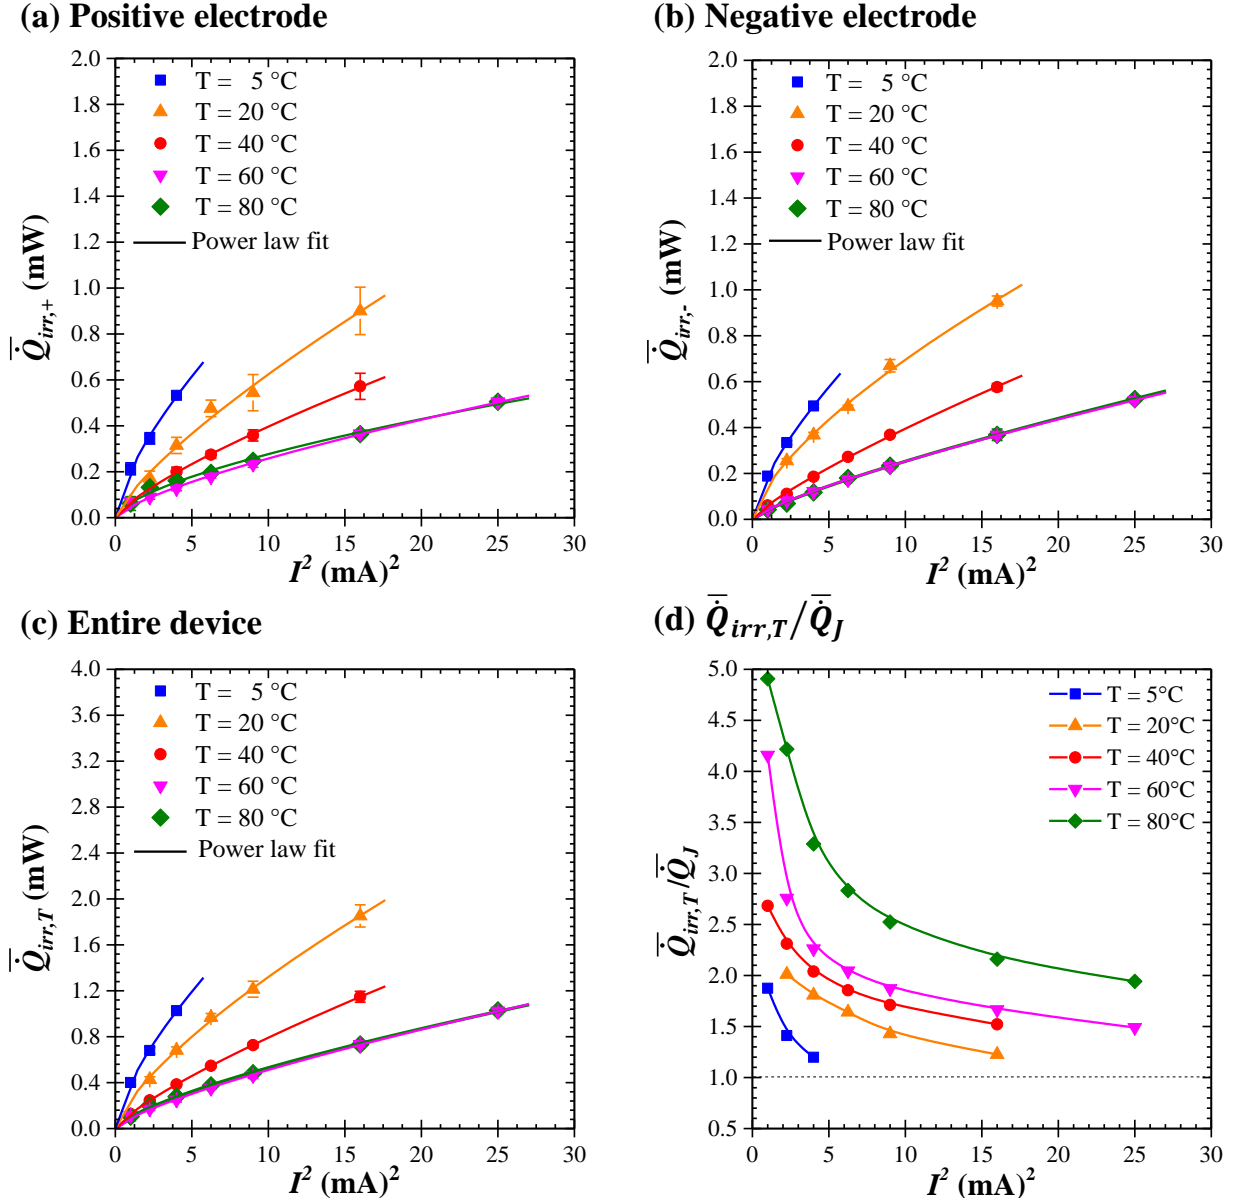 (a) Positive electrode
2.0
1.8
1.6
1.4
1.2
1.0
0.8
0.6
0.4
0.2
0.0
0 5 10 15 20 25 30
Q̇̅irr,+ (mW)
I² (mA)²
T = 5 °C
T = 20 °C
T = 40 °C
T = 60 °C
T = 80 °C
Power law fit
(b) Negative electrode
2.0
1.8
1.6
1.4
1.2
1.0
0.8
0.6
0.4
0.2
0.0
0 5 10 15 20 25 30
Q̇̅irr,- (mW)
I² (mA)²
T = 5 °C
T = 20 °C
T = 40 °C
T = 60 °C
T = 80 °C
Power law fit
(c) Entire device
4.0
3.6
3.2
2.8
2.4
2.0
1.6
1.2
0.8
0.4
0.0
0 5 10 15 20 25 30
Q̇̅irr,T (mW)
I² (mA)²
T = 5 °C
T = 20 °C
T = 40 °C
T = 60 °C
T = 80 °C
Power law fit
(d) Q̇̅irr,T/Q̇̅J
5.0
4.5
4.0
3.5
3.0
2.5
2.0
1.5
1.0
0.5
0 5 10 15 20 25 30
Q̇̅irr,T/Q̇̅J
I² (mA)²
T = 5°C
T = 20°C
T = 40°C
T = 60°C
T = 80°C